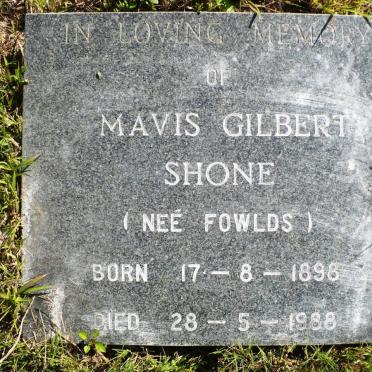 IN LOVING MEMORY
OF
MAVIS GILBERT
SHONE
( NEÉ FOWLDS )
BORN 17 - 8 - 1896
DIED 28 - 5 - 1988